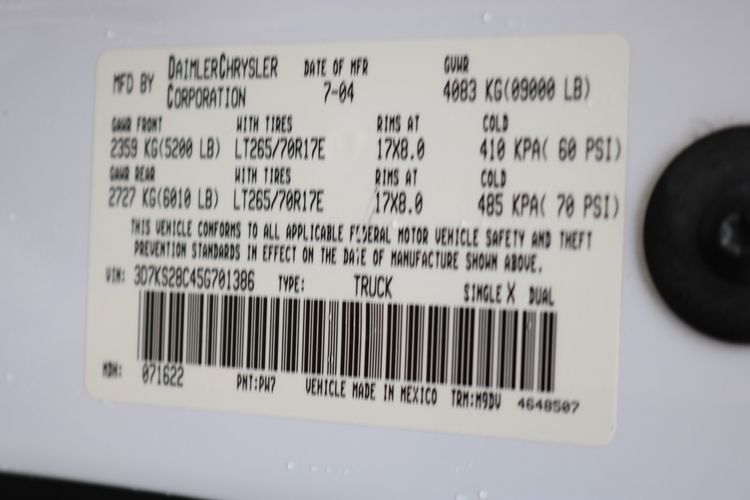 MFD BY DAIMLERCHRYSLER CORPORATION DATE OF MFR 7-04 GVWR 4083 KG(09000 LB)
GAWR FRONT WITH TIRES RIMS AT COLD
2359 KG(5200 LB) LT265/70R17E 17X8.0 410 KPA( 60 PSI)
GAWR REAR WITH TIRES RIMS AT COLD
2727 KG(6010 LB) LT265/70R17E 17X8.0 485 KPA( 70 PSI)
THIS VEHICLE CONFORMS TO ALL APPLICABLE FEDERAL MOTOR VEHICLE SAFETY AND THEFT
PREVENTION STANDARDS IN EFFECT ON THE DATE OF MANUFACTURE SHOWN ABOVE.
VIN: 3D7KS28C45G701386 TYPE: TRUCK SINGLE X DUAL
MDH: 071622 PNT:PW7 VEHICLE MADE IN MEXICO TRM:M9DV 4648507